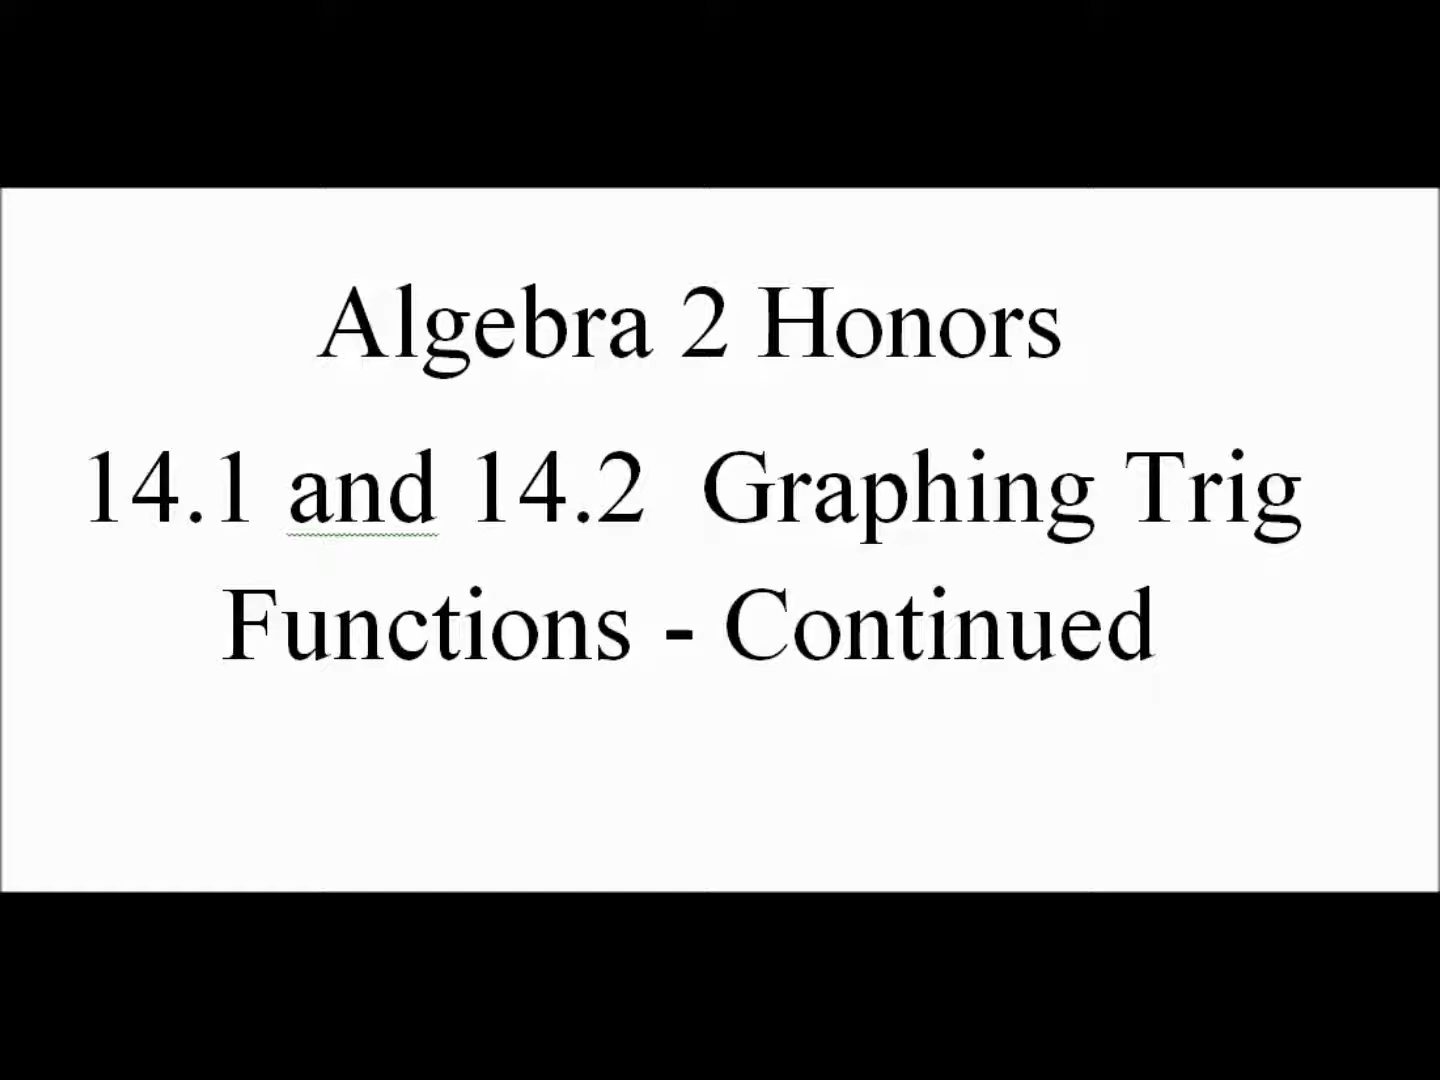 Algebra 2 Honors
14.1 and 14.2 Graphing Trig
Functions - Continued